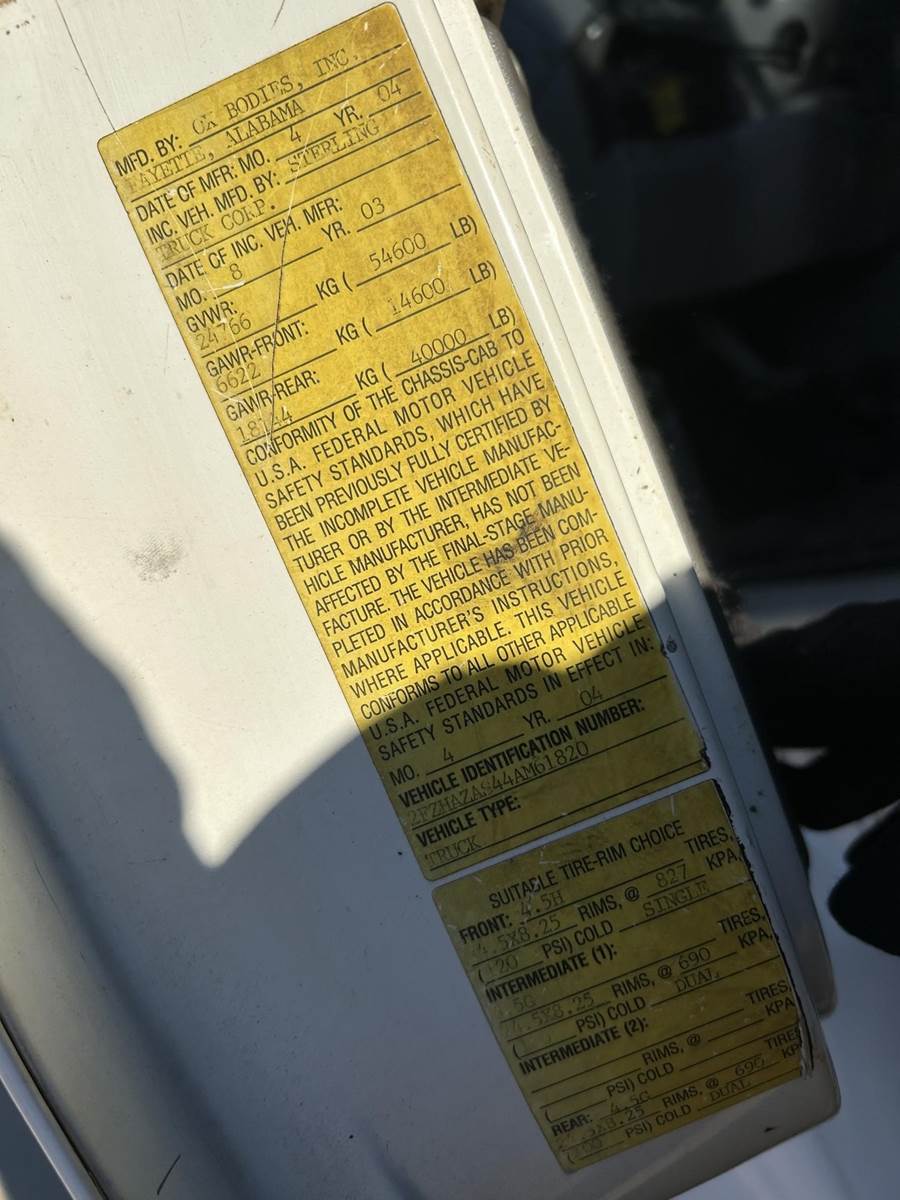 MFD. BY: OX BODIES, INC.
FAYETTE, ALABAMA
DATE OF MFR: MO. 4 YR. 04
INC. VEH. MFD. BY: STERLING
TRUCK CORP.
DATE OF INC. VEH. MFR:
MO. 8 YR. 03
GVWR:
24766 KG ( 54600 LB)
GAWR-FRONT:
6622 KG ( 14600 LB)
GAWR-REAR:
KG ( 40000 LB)
CONFORMITY OF THE CHASSIS-CAB TO
U.S.A. FEDERAL MOTOR VEHICLE
SAFETY STANDARDS, WHICH HAVE
BEEN PREVIOUSLY FULLY CERTIFIED BY
THE INCOMPLETE VEHICLE MANUFAC-
TURER OR BY THE INTERMEDIATE VE-
HICLE MANUFACTURER, HAS NOT BEEN
AFFECTED BY THE FINAL-STAGE MANU-
FACTURE. THE VEHICLE HAS BEEN COM-
PLETED IN ACCORDANCE WITH PRIOR
MANUFACTURER'S INSTRUCTIONS,
WHERE APPLICABLE. THIS VEHICLE
CONFORMS TO ALL OTHER APPLICABLE
U.S.A. FEDERAL MOTOR VEHICLE
SAFETY STANDARDS IN EFFECT IN:
MO. 4 YR. 04
VEHICLE IDENTIFICATION NUMBER:
2FZHAZAS44AM61820
VEHICLE TYPE:
TRUCK
SUITABLE TIRE-RIM CHOICE
FRONT: 4.5H TIRES,
RIMS, @ 827 KPA,
PSI) COLD SINGLE
INTERMEDIATE (1):
TIRES,
RIMS, @ 690 KPA,
PSI) COLD DUAL
INTERMEDIATE (2):
TIRES,
RIMS, @ KPA
( PSI) COLD
REAR: 4.5G TIRE
RIMS, @ 690 KP
PSI) COLD DUAL